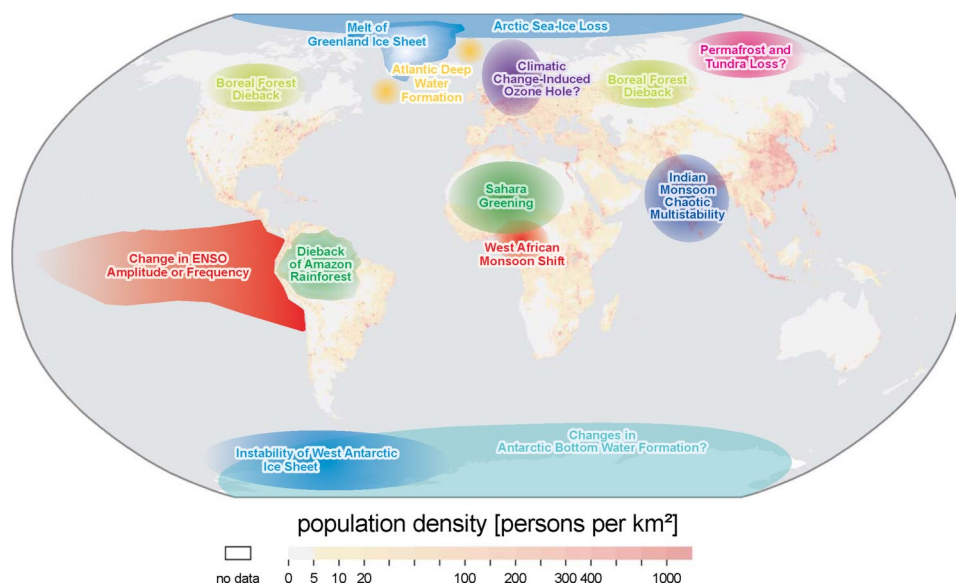 Melt of
Greenland Ice Sheet
Arctic Sea-Ice Loss
Permafrost and
Tundra Loss?
Boreal Forest
Dieback
Atlantic Deep
Water
Formation
Climatic
Change-Induced
Ozone Hole?
Boreal Forest
Dieback
Sahara
Greening
Indian
Monsoon
Chaotic
Multistability
West African
Monsoon Shift
Change in ENSO
Amplitude or Frequency
Dieback
of Amazon
Rainforest
Instability of West Antarctic
Ice Sheet
Changes in
Antarctic Bottom Water Formation?
population density [persons per km²]
no data 0 5 10 20 100 200 300 400 1000